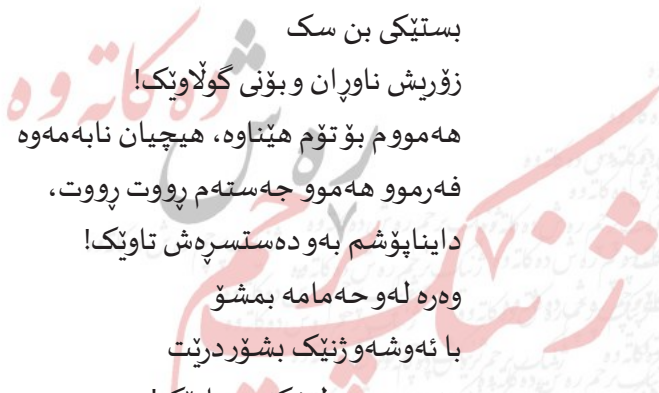 بستێکی بن سک
زۆریش ناوڕان و بۆنی گوڵاوێک!
هەمووم بۆ تۆم هێناوە، هیچیان نابەمەوە
فەرموو هەموو جەستەم ڕووت ڕووت،
دایناپۆشم بەو دەستسڕەش تاوێک!
وەرە لەو حەمامە بمشۆ
با ئەوشەو ژنێک بشۆردرێت